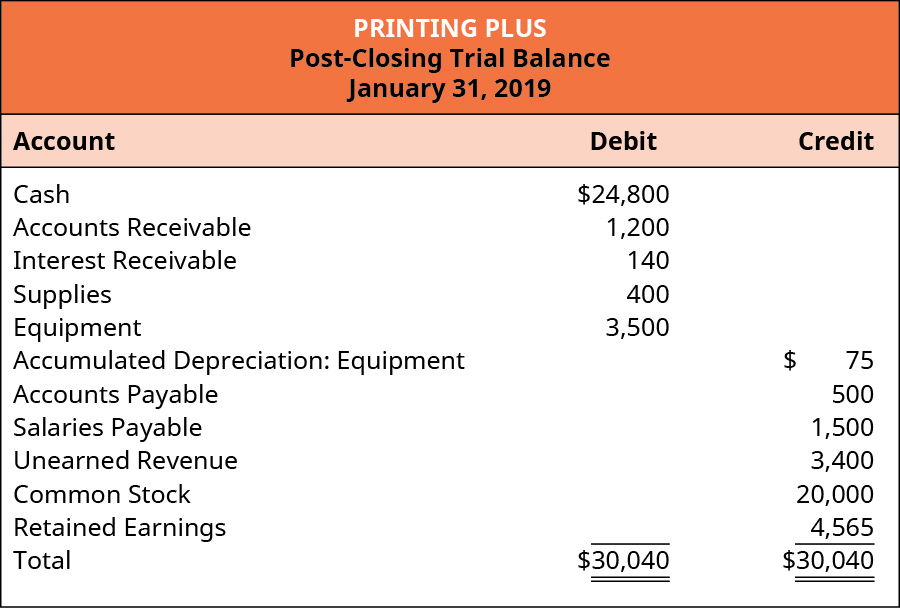 PRINTING PLUS
Post-Closing Trial Balance
January 31, 2019
Account Debit Credit
Cash $24,800
Accounts Receivable 1,200
Interest Receivable 140
Supplies 400
Equipment 3,500
Accumulated Depreciation: Equipment $ 75
Accounts Payable 500
Salaries Payable 1,500
Unearned Revenue 3,400
Common Stock 20,000
Retained Earnings 4,565
Total $30,040 $30,040